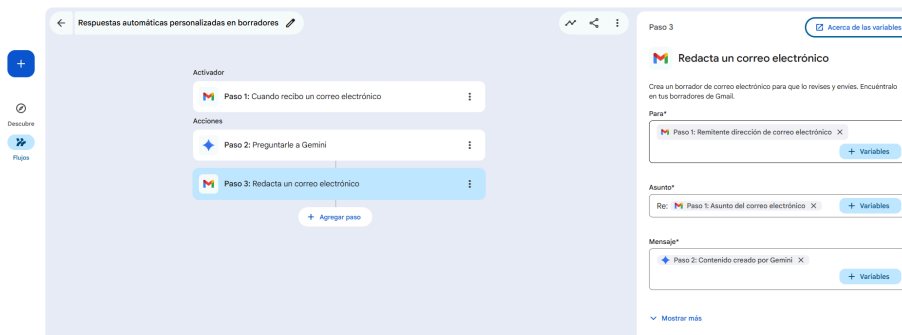 Respuestas automáticas personalizadas en borradores
Descubre
Flujos
Activador
Paso 1: Cuando recibo un correo electrónico
Acciones
Paso 2: Preguntarle a Gemini
Paso 3: Redacta un correo electrónico
+ Agregar paso
Paso 3
Acerca de las variables
Redacta un correo electrónico
Crea un borrador de correo electrónico para que lo revises y envíes. Encuéntralo
en tus borradores de Gmail.
Para*
Paso 1: Remitente dirección de correo electrónico
+ Variables
Asunto*
Re: Paso 1: Asunto del correo electrónico
+ Variables
Mensaje*
Paso 2: Contenido creado por Gemini
+ Variables
Mostrar más